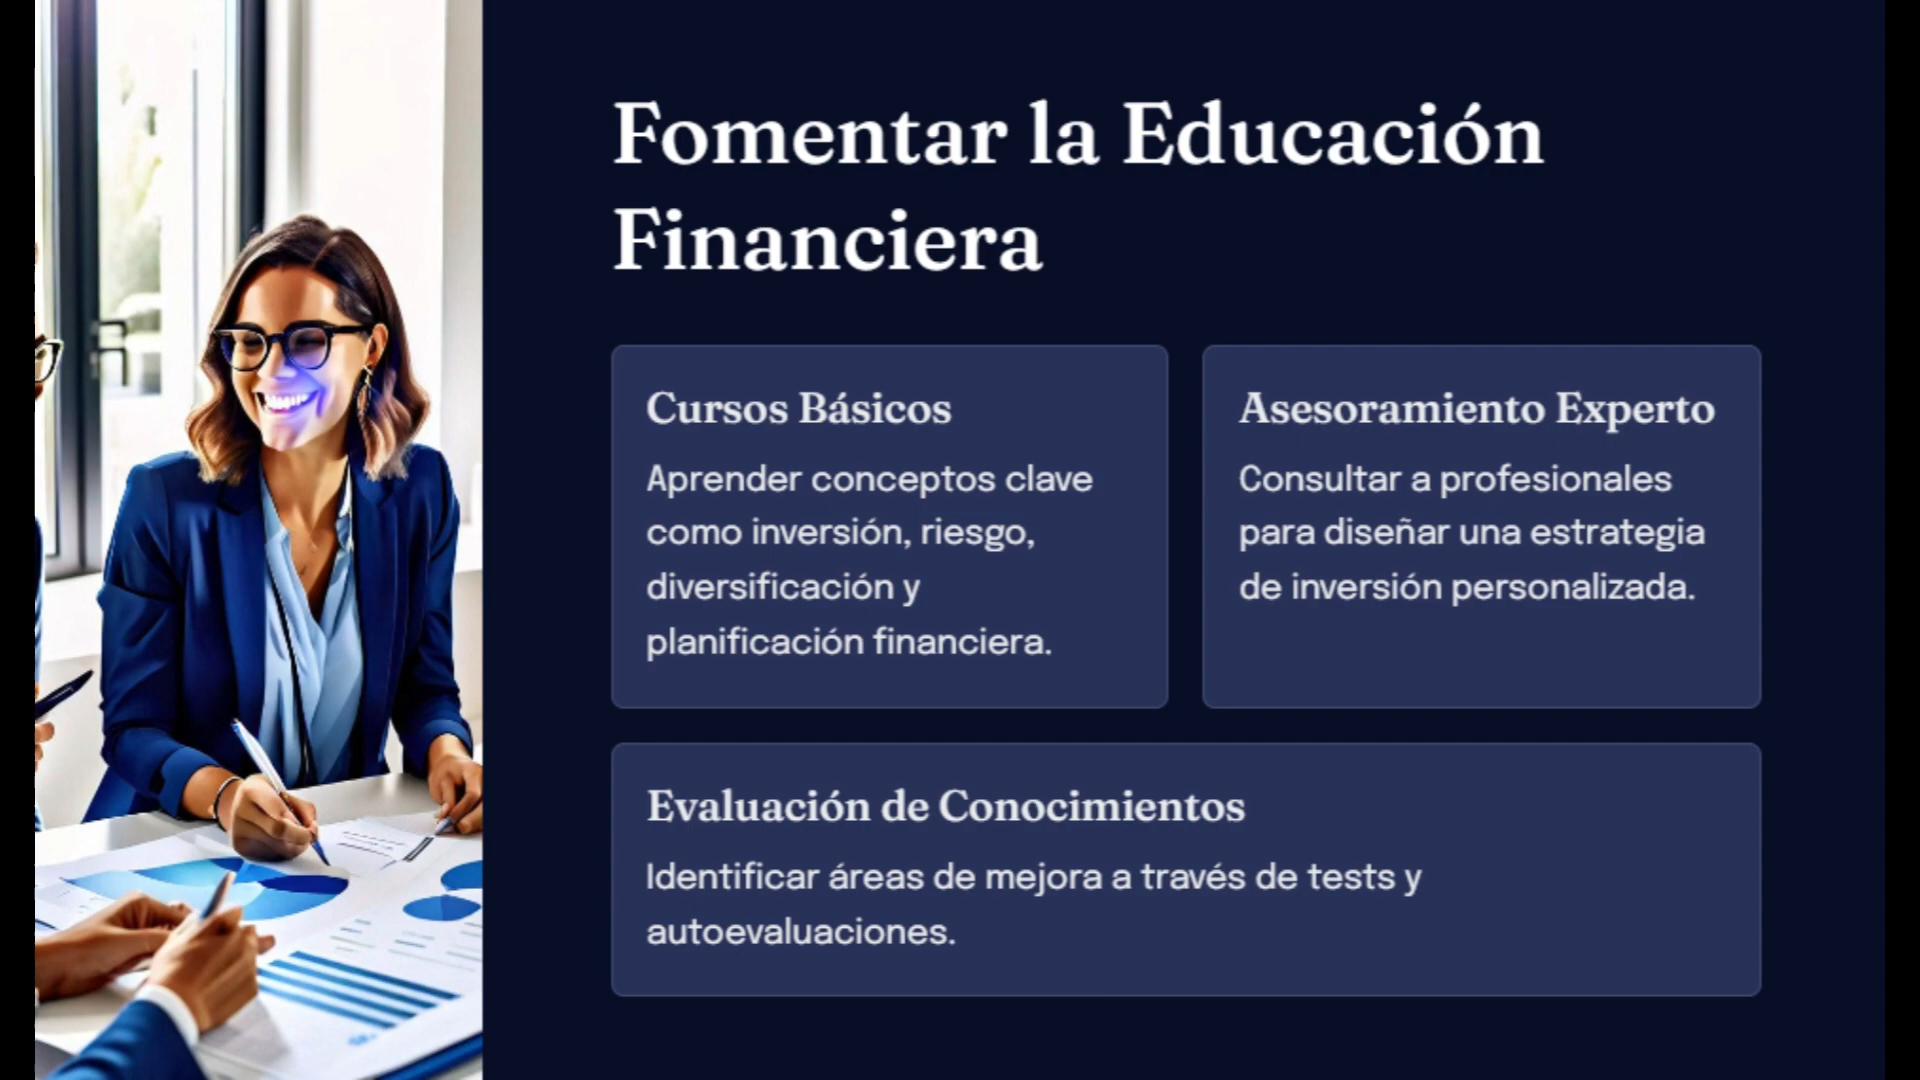 Fomentar la Educación
Financiera
Cursos Básicos
Aprender conceptos clave
como inversión, riesgo,
diversificación y
planificación financiera.
Asesoramiento Experto
Consultar a profesionales
para diseñar una estrategia
de inversión personalizada.
Evaluación de Conocimientos
Identificar áreas de mejora a través de tests y
autoevaluaciones.